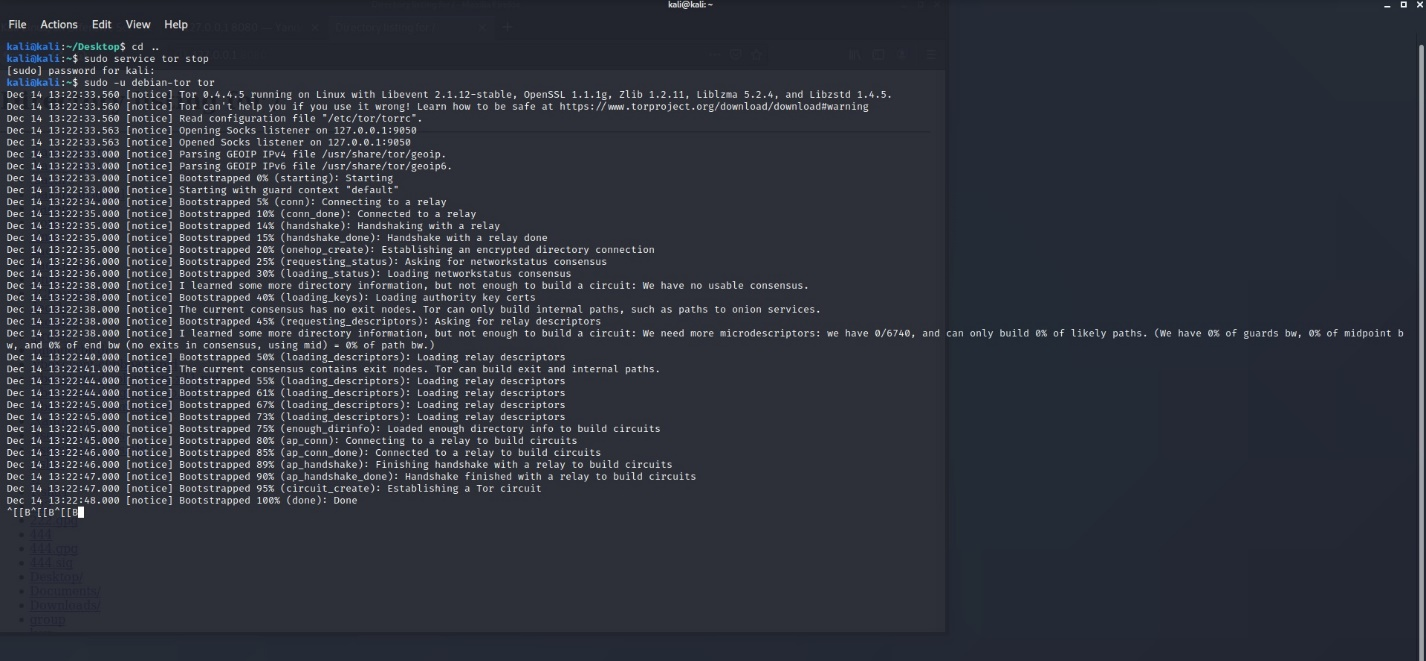 kali@kali: ~
File Actions Edit View Help
kali@kali:~/Desktop$ cd ..
kali@kali:~$ sudo service tor stop
[sudo] password for kali:
kali@kali:~$ sudo -u debian-tor tor
Dec 14 13:22:33.560 [notice] Tor 0.4.4.5 running on Linux with Libevent 2.1.12-stable, OpenSSL 1.1.1g, Zlib 1.2.11, Liblzma 5.2.4, and Libzstd 1.4.5.
Dec 14 13:22:33.560 [notice] Tor can't help you if you use it wrong! Learn how to be safe at https://www.torproject.org/download/download#warning
Dec 14 13:22:33.560 [notice] Read configuration file "/etc/tor/torrc".
Dec 14 13:22:33.563 [notice] Opening Socks listener on 127.0.0.1:9050
Dec 14 13:22:33.563 [notice] Opened Socks listener on 127.0.0.1:9050
Dec 14 13:22:33.000 [notice] Parsing GEOIP IPv4 file /usr/share/tor/geoip.
Dec 14 13:22:33.000 [notice] Parsing GEOIP IPv6 file /usr/share/tor/geoip6.
Dec 14 13:22:33.000 [notice] Bootstrapped 0% (starting): Starting
Dec 14 13:22:33.000 [notice] Starting with guard context "default"
Dec 14 13:22:34.000 [notice] Bootstrapped 5% (conn): Connecting to a relay
Dec 14 13:22:35.000 [notice] Bootstrapped 10% (conn_done): Connected to a relay
Dec 14 13:22:35.000 [notice] Bootstrapped 14% (handshake): Handshaking with a relay
Dec 14 13:22:35.000 [notice] Bootstrapped 15% (handshake_done): Handshake with a relay done
Dec 14 13:22:35.000 [notice] Bootstrapped 20% (onehop_create): Establishing an encrypted directory connection
Dec 14 13:22:36.000 [notice] Bootstrapped 25% (requesting_status): Asking for networkstatus consensus
Dec 14 13:22:36.000 [notice] Bootstrapped 30% (loading_status): Loading networkstatus consensus
Dec 14 13:22:38.000 [notice] I learned some more directory information, but not enough to build a circuit: We have no usable consensus.
Dec 14 13:22:38.000 [notice] Bootstrapped 40% (loading_keys): Loading authority key certs
Dec 14 13:22:38.000 [notice] The current consensus has no exit nodes. Tor can only build internal paths, such as paths to onion services.
Dec 14 13:22:38.000 [notice] Bootstrapped 45% (requesting_descriptors): Asking for relay descriptors
Dec 14 13:22:38.000 [notice] I learned some more directory information, but not enough to build a circuit: We need more microdescriptors: we have 0/6740, and can only build 0% of likely paths. (We have 0% of guards bw, 0% of midpoint b
w, and 0% of end bw (no exits in consensus, using mid) = 0% of path bw.)
Dec 14 13:22:40.000 [notice] Bootstrapped 50% (loading_descriptors): Loading relay descriptors
Dec 14 13:22:41.000 [notice] The current consensus contains exit nodes. Tor can build exit and internal paths.
Dec 14 13:22:44.000 [notice] Bootstrapped 55% (loading_descriptors): Loading relay descriptors
Dec 14 13:22:44.000 [notice] Bootstrapped 61% (loading_descriptors): Loading relay descriptors
Dec 14 13:22:45.000 [notice] Bootstrapped 67% (loading_descriptors): Loading relay descriptors
Dec 14 13:22:45.000 [notice] Bootstrapped 73% (loading_descriptors): Loading relay descriptors
Dec 14 13:22:45.000 [notice] Bootstrapped 75% (enough_dirinfo): Loaded enough directory info to build circuits
Dec 14 13:22:45.000 [notice] Bootstrapped 80% (ap_conn): Connecting to a relay to build circuits
Dec 14 13:22:46.000 [notice] Bootstrapped 85% (ap_conn_done): Connected to a relay to build circuits
Dec 14 13:22:46.000 [notice] Bootstrapped 89% (ap_handshake): Finishing handshake with a relay to build circuits
Dec 14 13:22:47.000 [notice] Bootstrapped 90% (ap_handshake_done): Handshake finished with a relay to build circuits
Dec 14 13:22:47.000 [notice] Bootstrapped 95% (circuit_create): Establishing a Tor circuit
Dec 14 13:22:48.000 [notice] Bootstrapped 100% (done): Done
^[[B^[[B^[[B
444
444.gpg
444.sig
Desktop/
Documents/
Downloads/
group